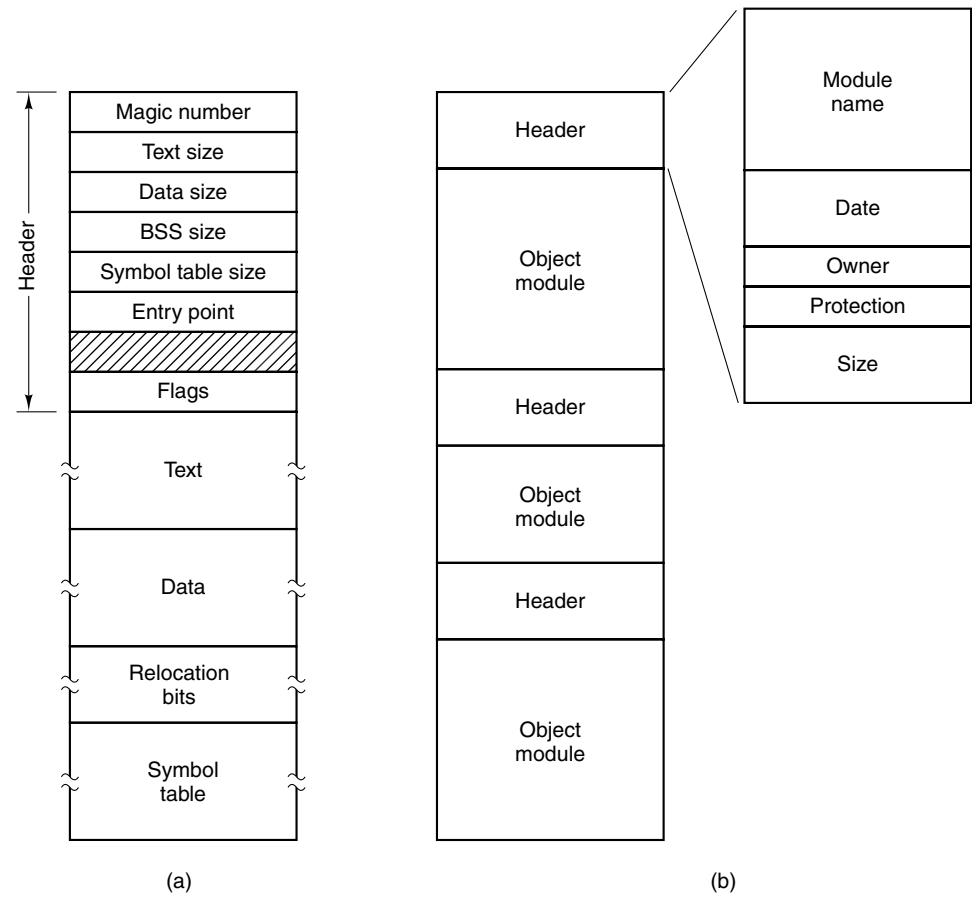 Header
Magic number
Text size
Data size
BSS size
Symbol table size
Entry point
Flags
Text
Data
Relocation
bits
Symbol
table
(a)
Header
Object
module
Header
Object
module
Header
Object
module
Module
name
Date
Owner
Protection
Size
(b)